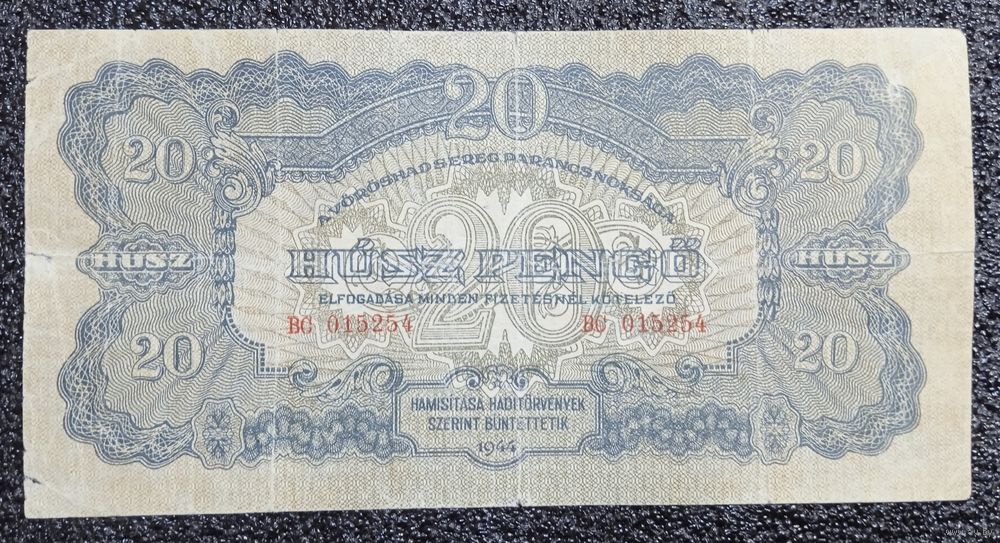 20
20
20
A VÖRÖSHADSEREG PARANCSNOKSÁGA
20
HÚSZ
HÚSZ PENGŐ
HÚSZ
ELFOGADÁSA MINDEN FIZETÉSNÉL KÖTELEZŐ
BC 015254
BC 015254
20
20
HAMISÍTÁSA HADITÖRVÉNYEK
SZERINT BÜNTETTETIK
1944